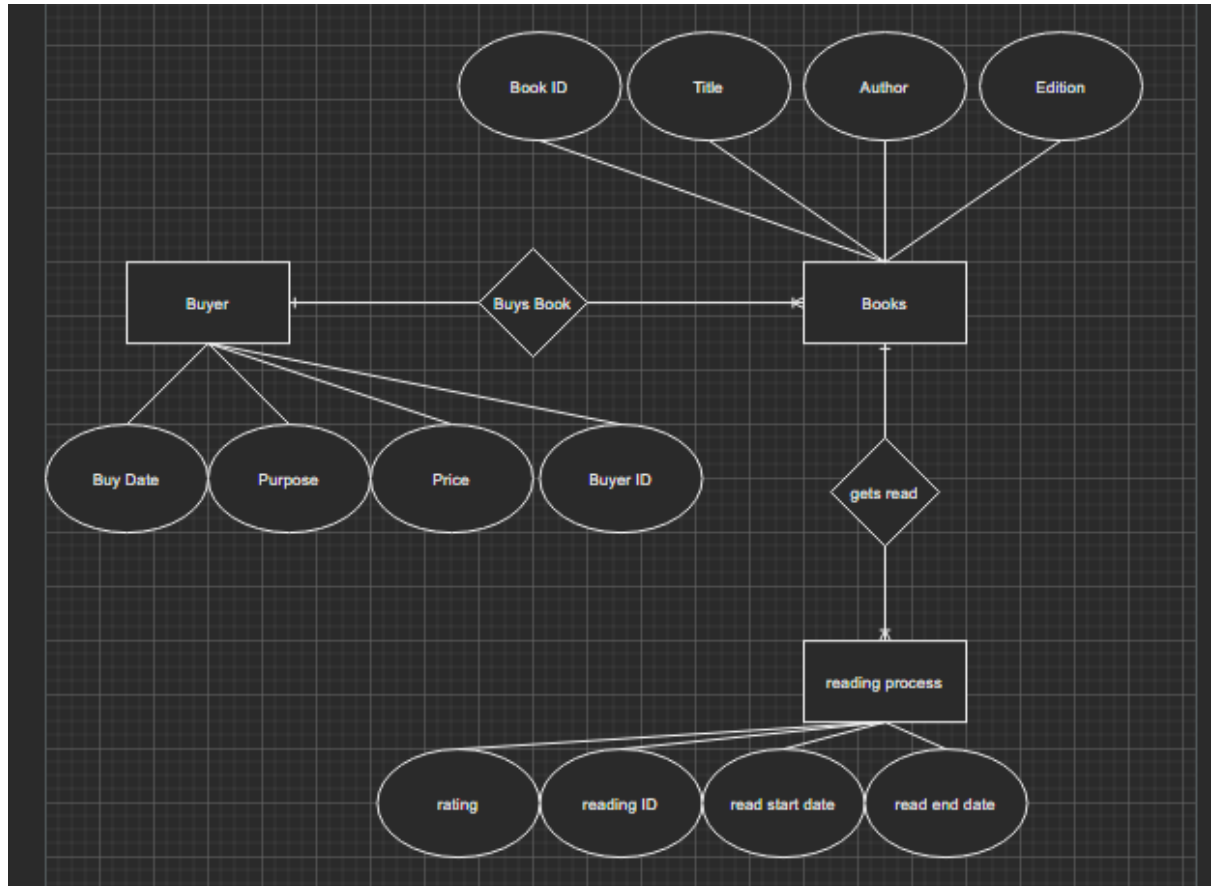 Book ID
Title
Author
Edition
Buyer
Buys Book
Books
Buy Date
Purpose
Price
Buyer ID
gets read
reading process
rating
reading ID
read start date
read end date